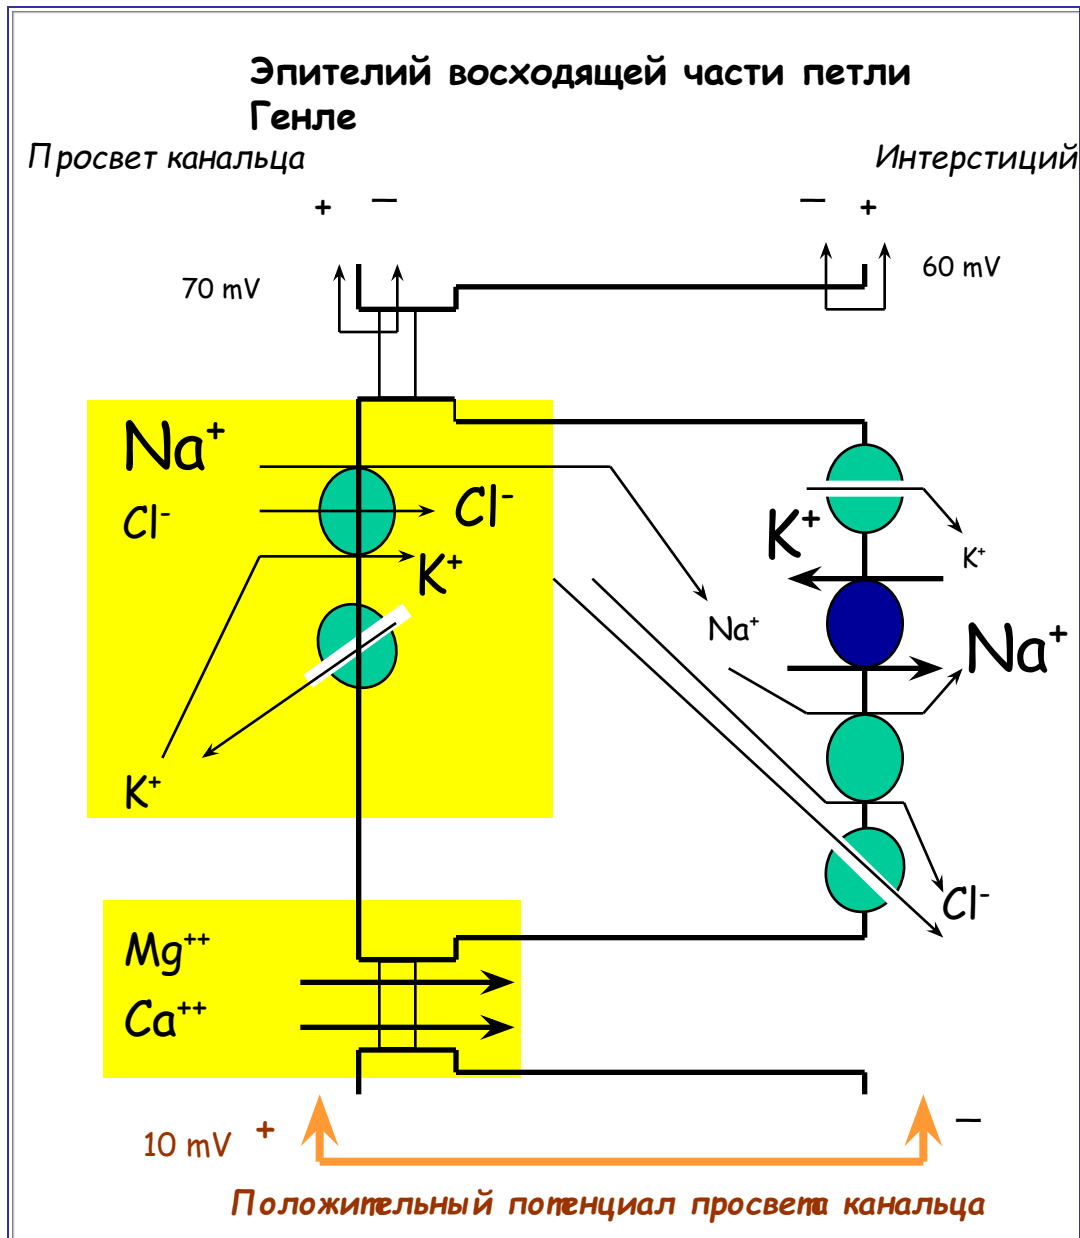 Эпителий восходящей части петли
Генле
Просвет канальца
Интерстиций
+ −
− +
70 mV
60 mV
Na⁺
Cl⁻
Cl⁻
K⁺
K⁺
K⁺
K⁺
Na⁺
Na⁺
Cl⁻
Mg⁺⁺
Ca⁺⁺
10 mV + −
Положительный потенциал просвета канальца